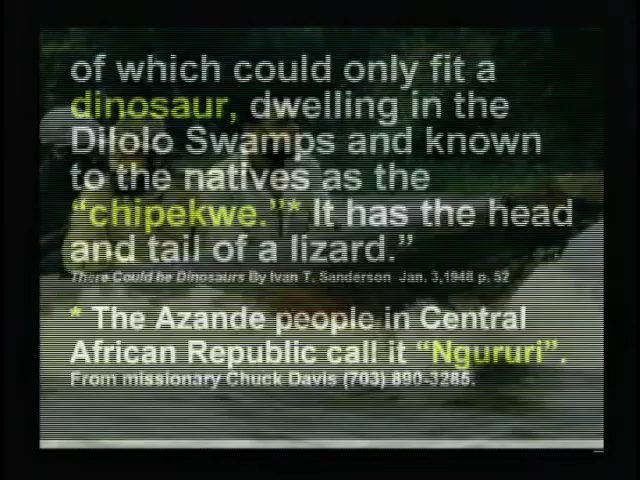 of which could only fit a
dinosaur, dwelling in the
Dilolo Swamps and known
to the natives as the
“chipekwe.”* It has the head
and tail of a lizard.”
There Could be Dinosaurs By Ivan T. Sanderson Jan. 3,1948 p. 52
* The Azande people in Central
African Republic call it “Ngururi”.
From missionary Chuck Davis (703) 890-3285.